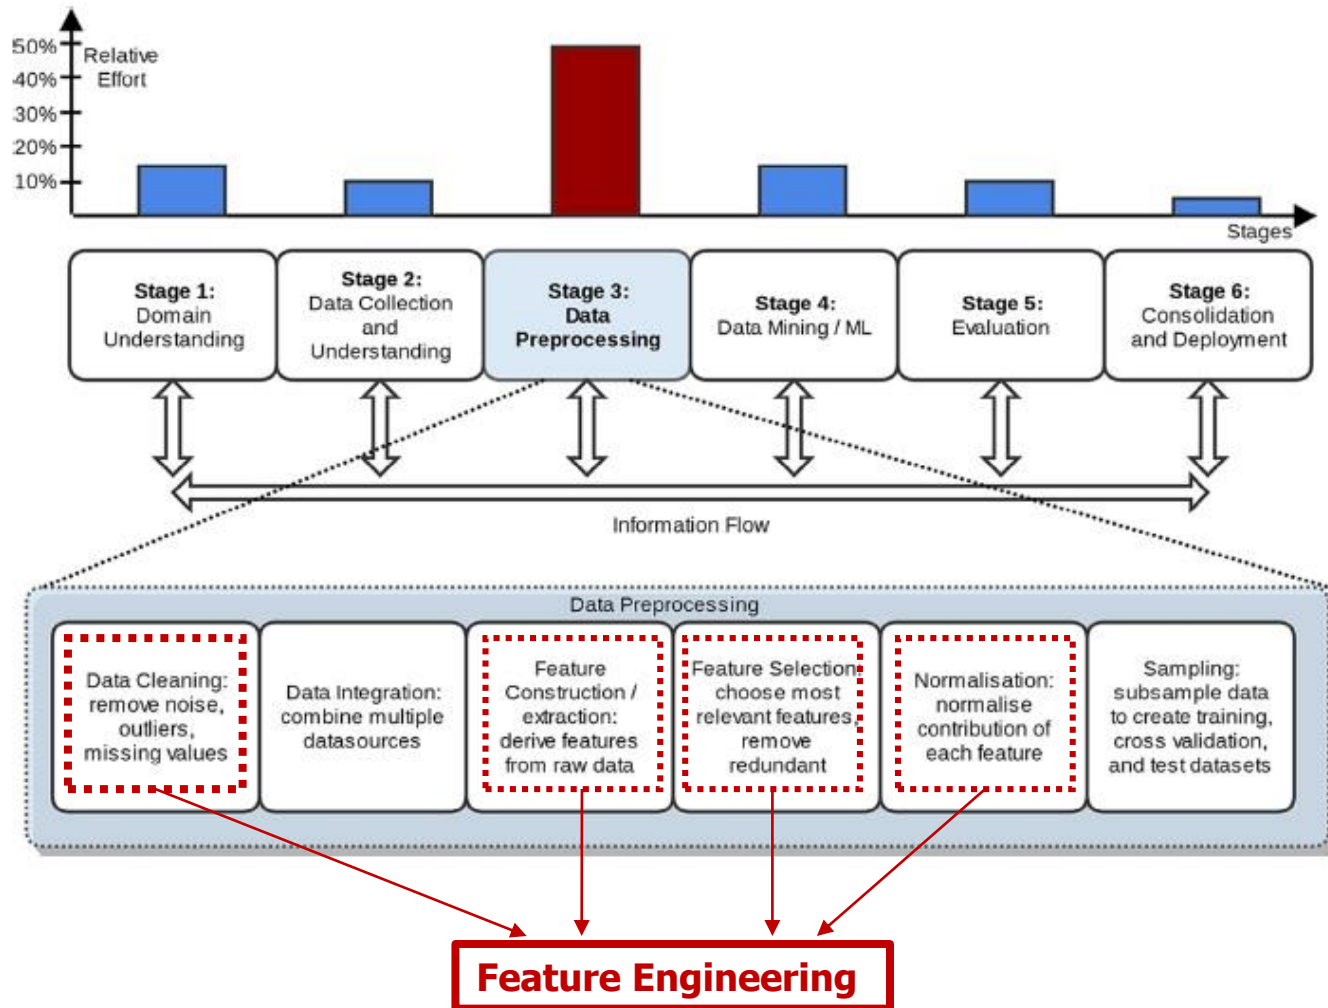 50%
40%
30%
20%
10%
Relative
Effort
Stages
Stage 1:
Domain
Understanding
Stage 2:
Data Collection
and
Understanding
Stage 3:
Data
Preprocessing
Stage 4:
Data Mining / ML
Stage 5:
Evaluation
Stage 6:
Consolidation
and Deployment
Information Flow
Data Preprocessing
Data Cleaning:
remove noise,
outliers,
missing values
Data Integration:
combine multiple
datasources
Feature
Construction /
extraction:
derive features
from raw data
Feature Selection:
choose most
relevant features,
remove
redundant
Normalisation:
normalise
contribution of
each feature
Sampling:
subsample data
to create training,
cross validation,
and test datasets
Feature Engineering